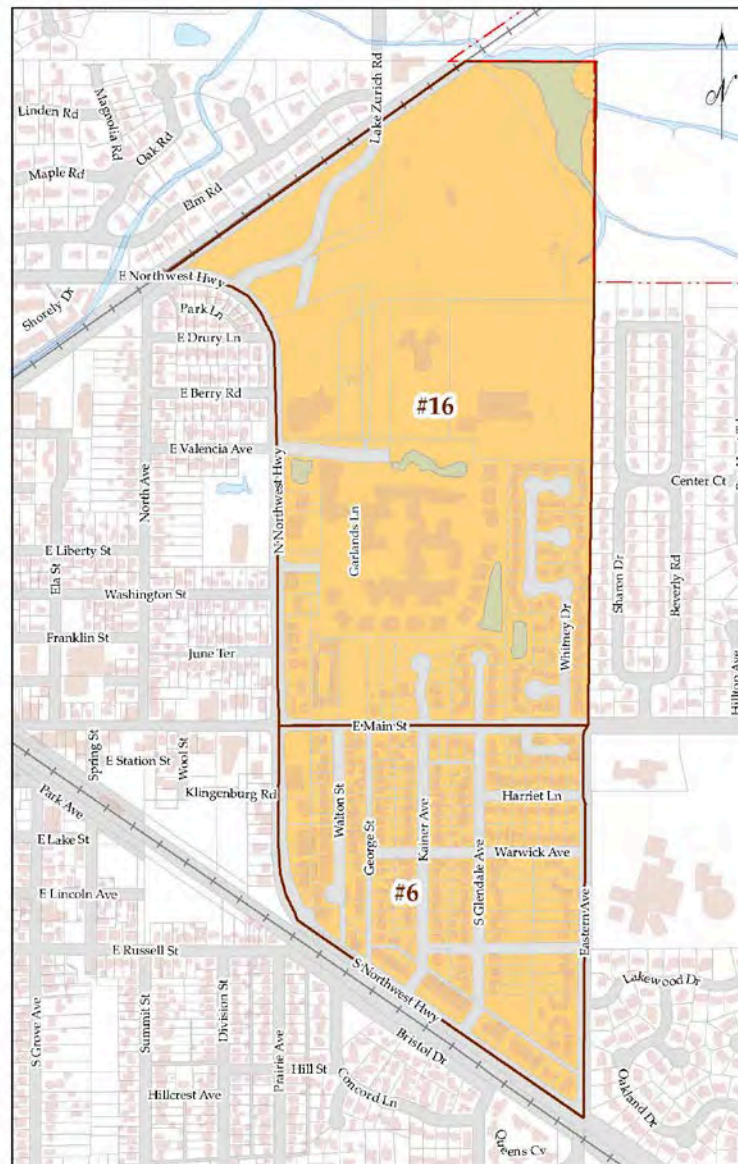 Lake Zurich Rd
N
Linden Rd
Magnolia Rd
Oak Rd
Maple Rd
Elm Rd
E Northwest Hwy
Shorely Dr
Park Ln
E Drury Ln
E Berry Rd
#16
E Valencia Ave
North Ave
N Northwest Hwy
Garlands Ln
Center Ct
E Liberty St
Ela St
Washington St
Sharon Dr
Beverly Rd
Franklin St
June Ter
Whitney Dr
Hillton Ave
E Main St
Spring St
E Station St
Wool St
Klingenburg Rd
Park Ave
Walton St
George St
Kainer Ave
Harriet Ln
E Lake St
S Glendale Ave
Warwick Ave
#6
E Lincoln Ave
Eastern Ave
E Russell St
S Northwest Hwy
Lakewood Dr
S Grove Ave
Summit St
Division St
Prairie Ave
Bristol Dr
Hill St
Hillcrest Ave
Concord Ln
Oakland Dr